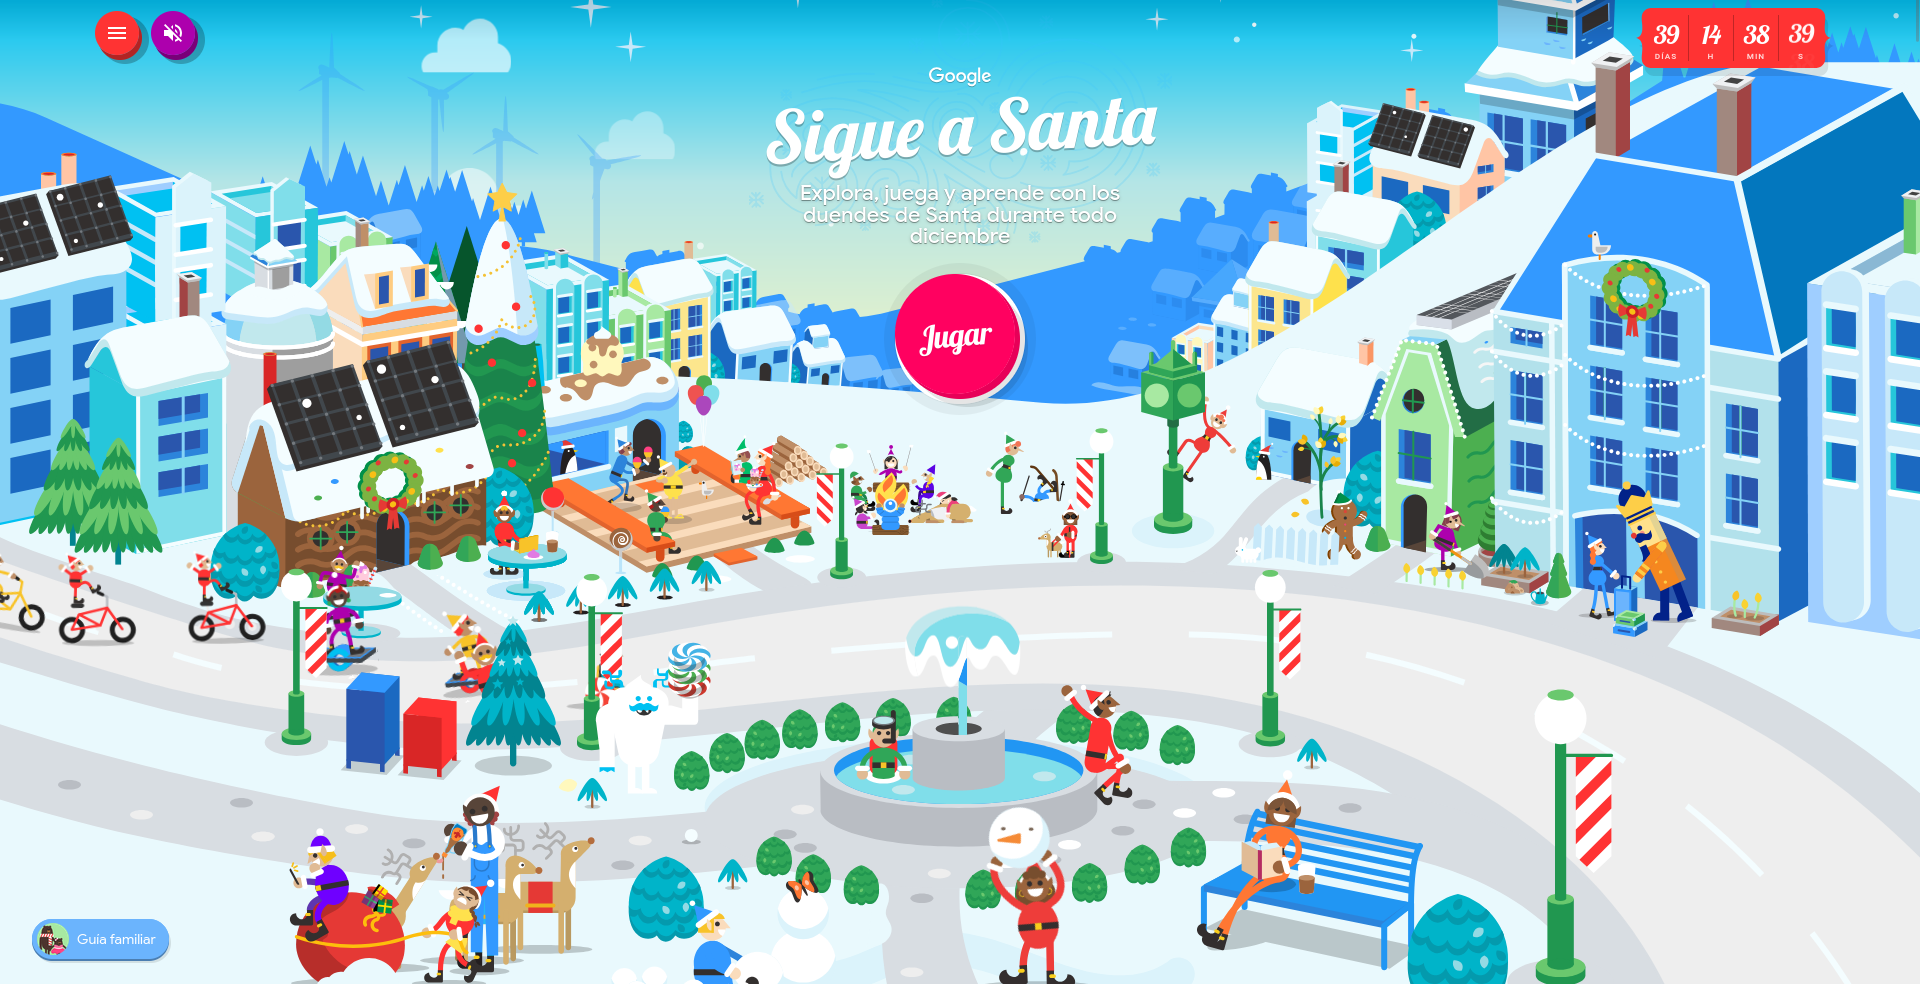 39 14 38 39
DÍAS H MIN S
Google
Sigue a Santa
Explora, juega y aprende con los
duendes de Santa durante todo
diciembre
Jugar
Guía familiar